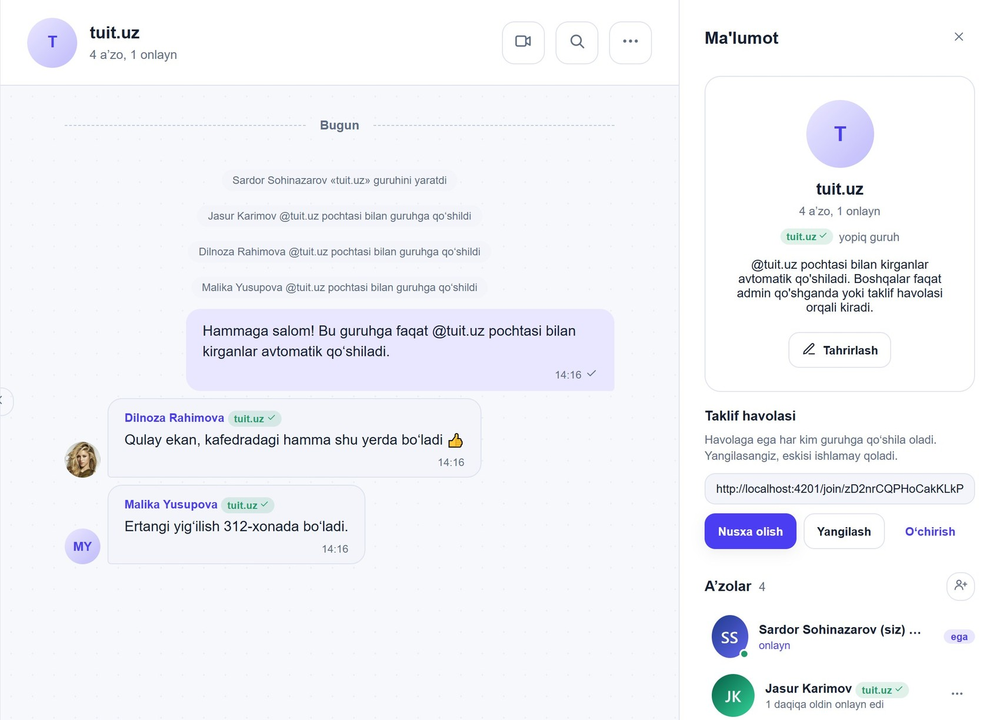 T
tuit.uz
4 a’zo, 1 onlayn
Bugun
Sardor Sohinazarov «tuit.uz» guruhini yaratdi
Jasur Karimov @tuit.uz pochtasi bilan guruhga qo‘shildi
Dilnoza Rahimova @tuit.uz pochtasi bilan guruhga qo‘shildi
Malika Yusupova @tuit.uz pochtasi bilan guruhga qo‘shildi
Hammaga salom! Bu guruhga faqat @tuit.uz pochtasi bilan
kirganlar avtomatik qo‘shiladi.
14:16
Dilnoza Rahimova tuit.uz
Qulay ekan, kafedradagi hamma shu yerda bo‘ladi 👍
14:16
Malika Yusupova tuit.uz
Ertangi yig‘ilish 312-xonada bo‘ladi.
14:16
MY
Ma'lumot
T
tuit.uz
4 a’zo, 1 onlayn
tuit.uz yopiq guruh
@tuit.uz pochtasi bilan kirganlar
avtomatik qo'shiladi. Boshqalar faqat
admin qo'shganda yoki taklif havolasi
orqali kiradi.
Tahrirlash
Taklif havolasi
Havolaga ega har kim guruhga qo‘shila oladi.
Yangilasangiz, eskisi ishlamay qoladi.
http://localhost:4201/join/zD2nrCQPHoCakKLkP
Nusxa olish
Yangilash
O‘chirish
A’zolar 4
SS
Sardor Sohinazarov (siz) …
ega
onlayn
JK
Jasur Karimov tuit.uz
1 daqiqa oldin onlayn edi